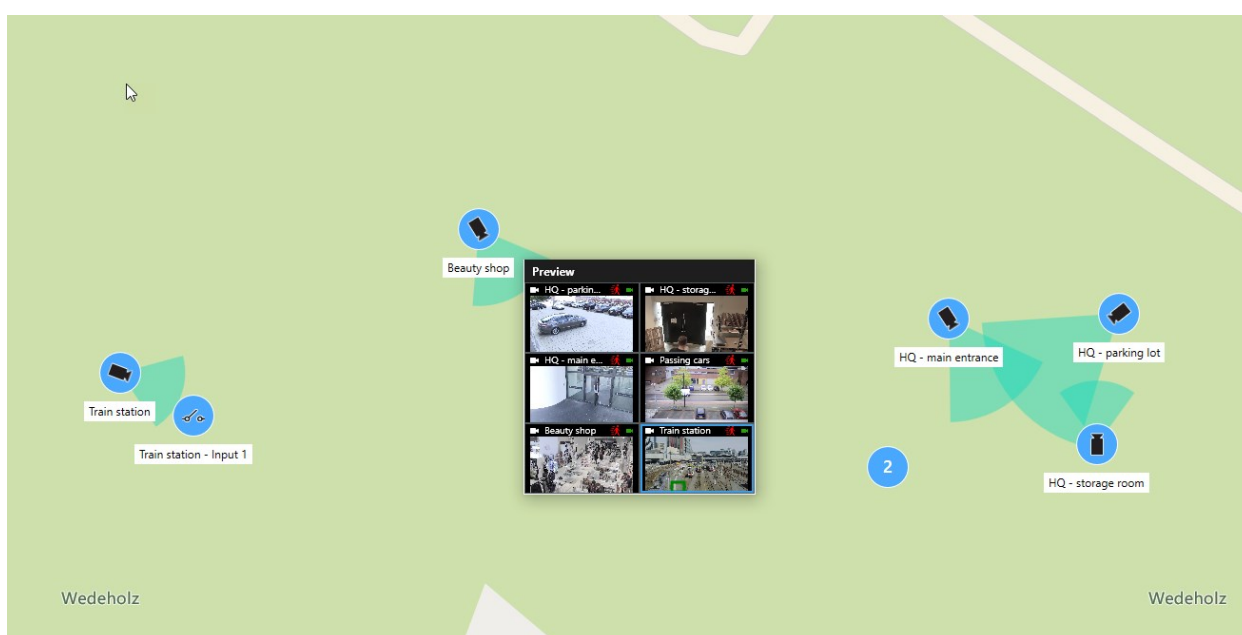 Beauty shop
Preview
HQ - parkin...
HQ - storag...
HQ - main e...
Passing cars
Beauty shop
Train station
HQ - main entrance
HQ - parking lot
Train station
Train station - Input 1
2
HQ - storage room
Wedeholz
Wedeholz